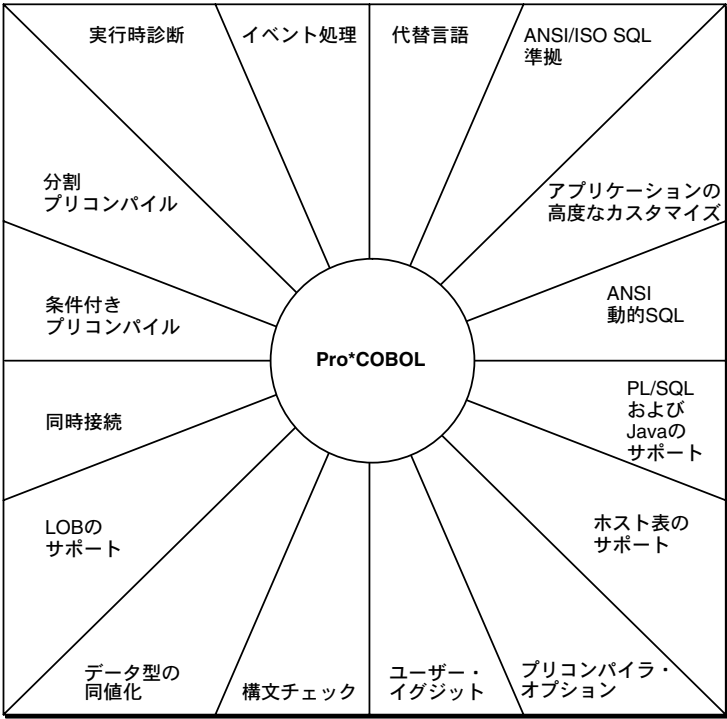 実行時診断
イベント処理
代替言語
ANSI/ISO SQL
準拠
分割
プリコンパイル
アプリケーションの
高度なカスタマイズ
条件付き
プリコンパイル
ANSI
動的SQL
Pro*COBOL
同時接続
PL/SQL
および
Javaの
サポート
LOBの
サポート
ホスト表の
サポート
データ型の
同値化
構文チェック
ユーザー・
イグジット
プリコンパイラ・
オプション